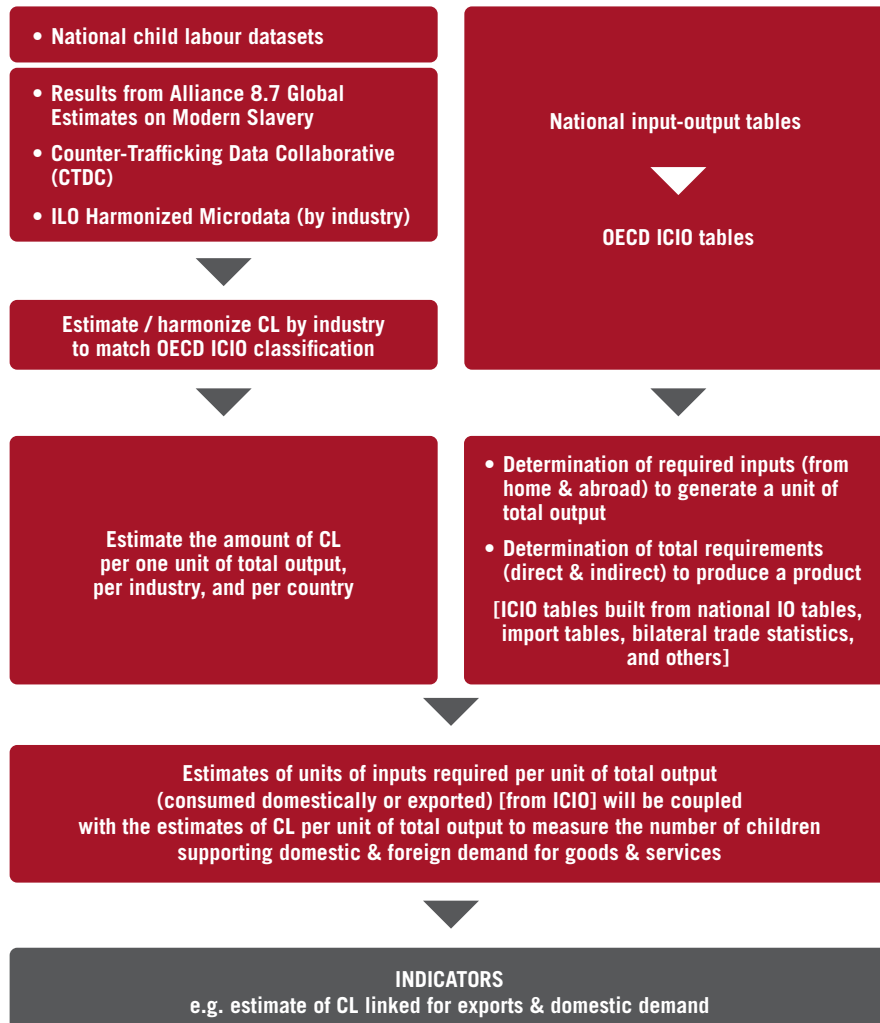 • National child labour datasets
• Results from Alliance 8.7 Global
Estimates on Modern Slavery
• Counter-Trafficking Data Collaborative
(CTDC)
• ILO Harmonized Microdata (by industry)
Estimate / harmonize CL by industry
to match OECD ICIO classification
National input-output tables
OECD ICIO tables
Estimate the amount of CL
per one unit of total output,
per industry, and per country
• Determination of required inputs (from
home & abroad) to generate a unit of
total output
• Determination of total requirements
(direct & indirect) to produce a product
[ICIO tables built from national IO tables,
import tables, bilateral trade statistics,
and others]
Estimates of units of inputs required per unit of total output
(consumed domestically or exported) [from ICIO] will be coupled
with the estimates of CL per unit of total output to measure the number of children
supporting domestic & foreign demand for goods & services
INDICATORS
e.g. estimate of CL linked for exports & domestic demand